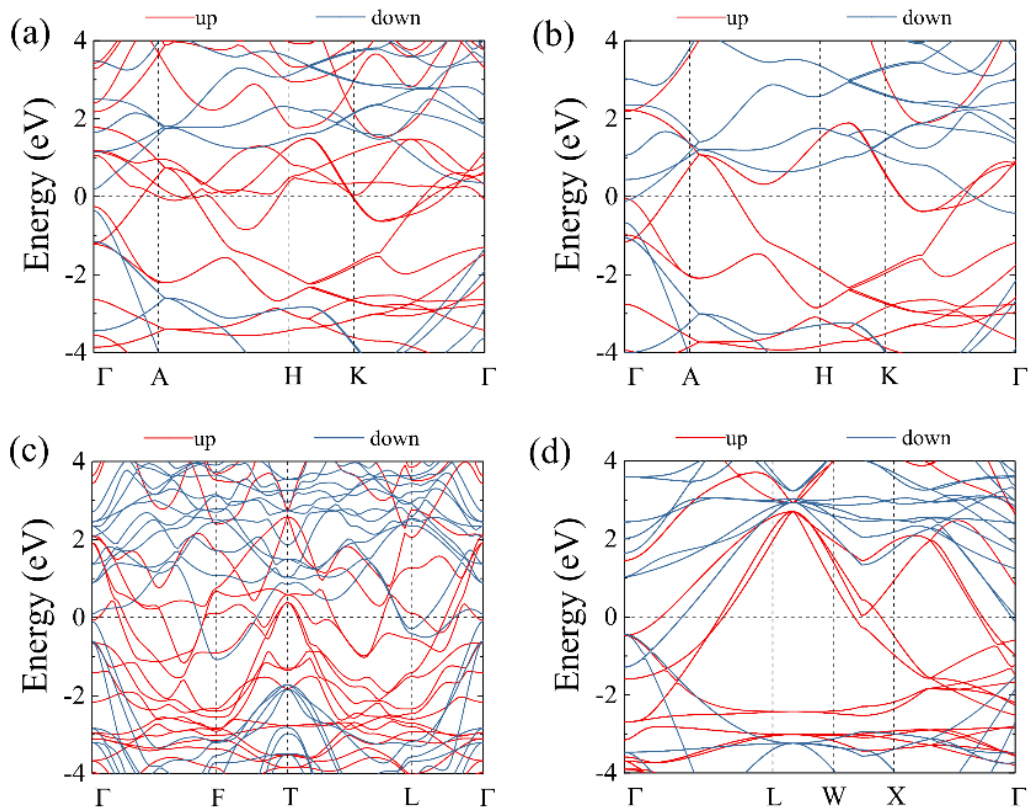 (a) up down
Energy (eV)
4
2
0
-2
-4
Γ A H K Γ
(b) up down
Energy (eV)
4
2
0
-2
-4
Γ A H K Γ
(c) up down
Energy (eV)
4
2
0
-2
-4
Γ F T L Γ
(d) up down
Energy (eV)
4
2
0
-2
-4
Γ L W X Γ